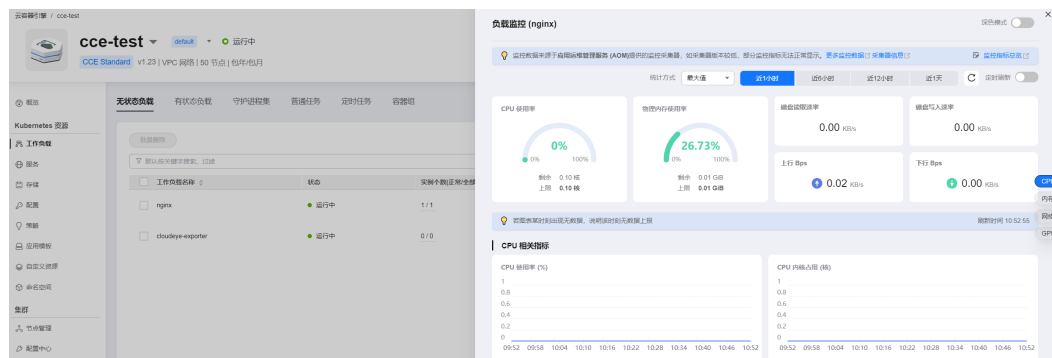 云容器引擎 / cce-test
cce-test default 运行中
CCE Standard v1.23 | VPC 网络 | 50 节点 | 包年/包月
概览
Kubernetes 资源
工作负载
服务
存储
配置
策略
应用模板
自定义资源
命名空间
集群
节点管理
配置中心
无状态负载 有状态负载 守护进程集 普通任务 定时任务 容器组
批量删除
默认按关键字搜索、过滤
工作负载名称 状态 实例个数(正常/全部
nginx 运行中 1 / 1
cloudeye-exporter 运行中 0 / 0
负载监控 (nginx) 深色模式
监控数据来源于应用运维管理服务 (AOM)提供的监控采集器，如采集器版本较低，部分监控指标无法正常显示。更多监控数据 采集器信息 监控指标总览
统计方式 最大值 近1小时 近6小时 近12小时 近1天 定时刷新
CPU 使用率
0%
0% 100%
剩余 0.10 核
上限 0.10 核
物理内存使用率
26.73%
0% 100%
剩余 0.01 GiB
上限 0.01 GiB
磁盘读取速率
0.00 KB/s
磁盘写入速率
0.00 KB/s
上行 Bps
0.02 KB/s
下行 Bps
0.00 KB/s
CPU
内存
网络
GPU
若图表某时刻出现无数据，说明该时刻无数据上报 刷新时间 10:52:55
CPU 相关指标
CPU 使用率 (%)
1
0.8
0.6
0.4
0.2
0
09:52 09:58 10:04 10:10 10:16 10:22 10:28 10:34 10:40 10:46 10:52
CPU 内核占用 (核)
1
0.8
0.6
0.4
0.2
0
09:52 09:58 10:04 10:10 10:16 10:22 10:28 10:34 10:40 10:46 10:52